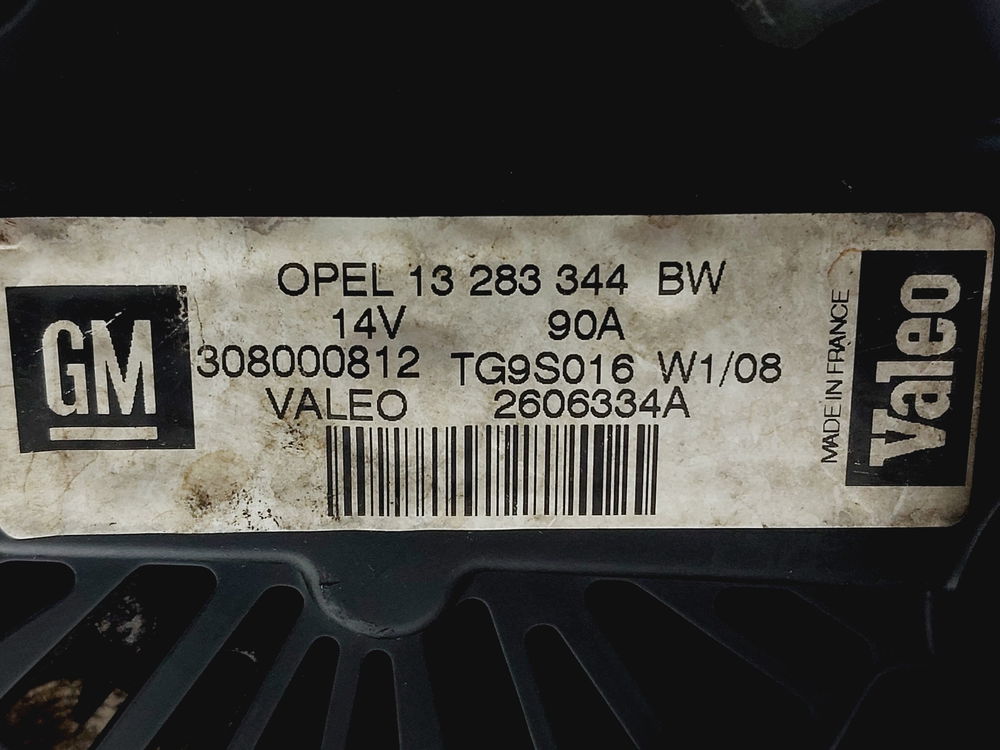 GM
OPEL 13 283 344 BW
14V 90A
308000812 TG9S016 W1/08
VALEO 2606334A
MADE IN FRANCE
Valeo